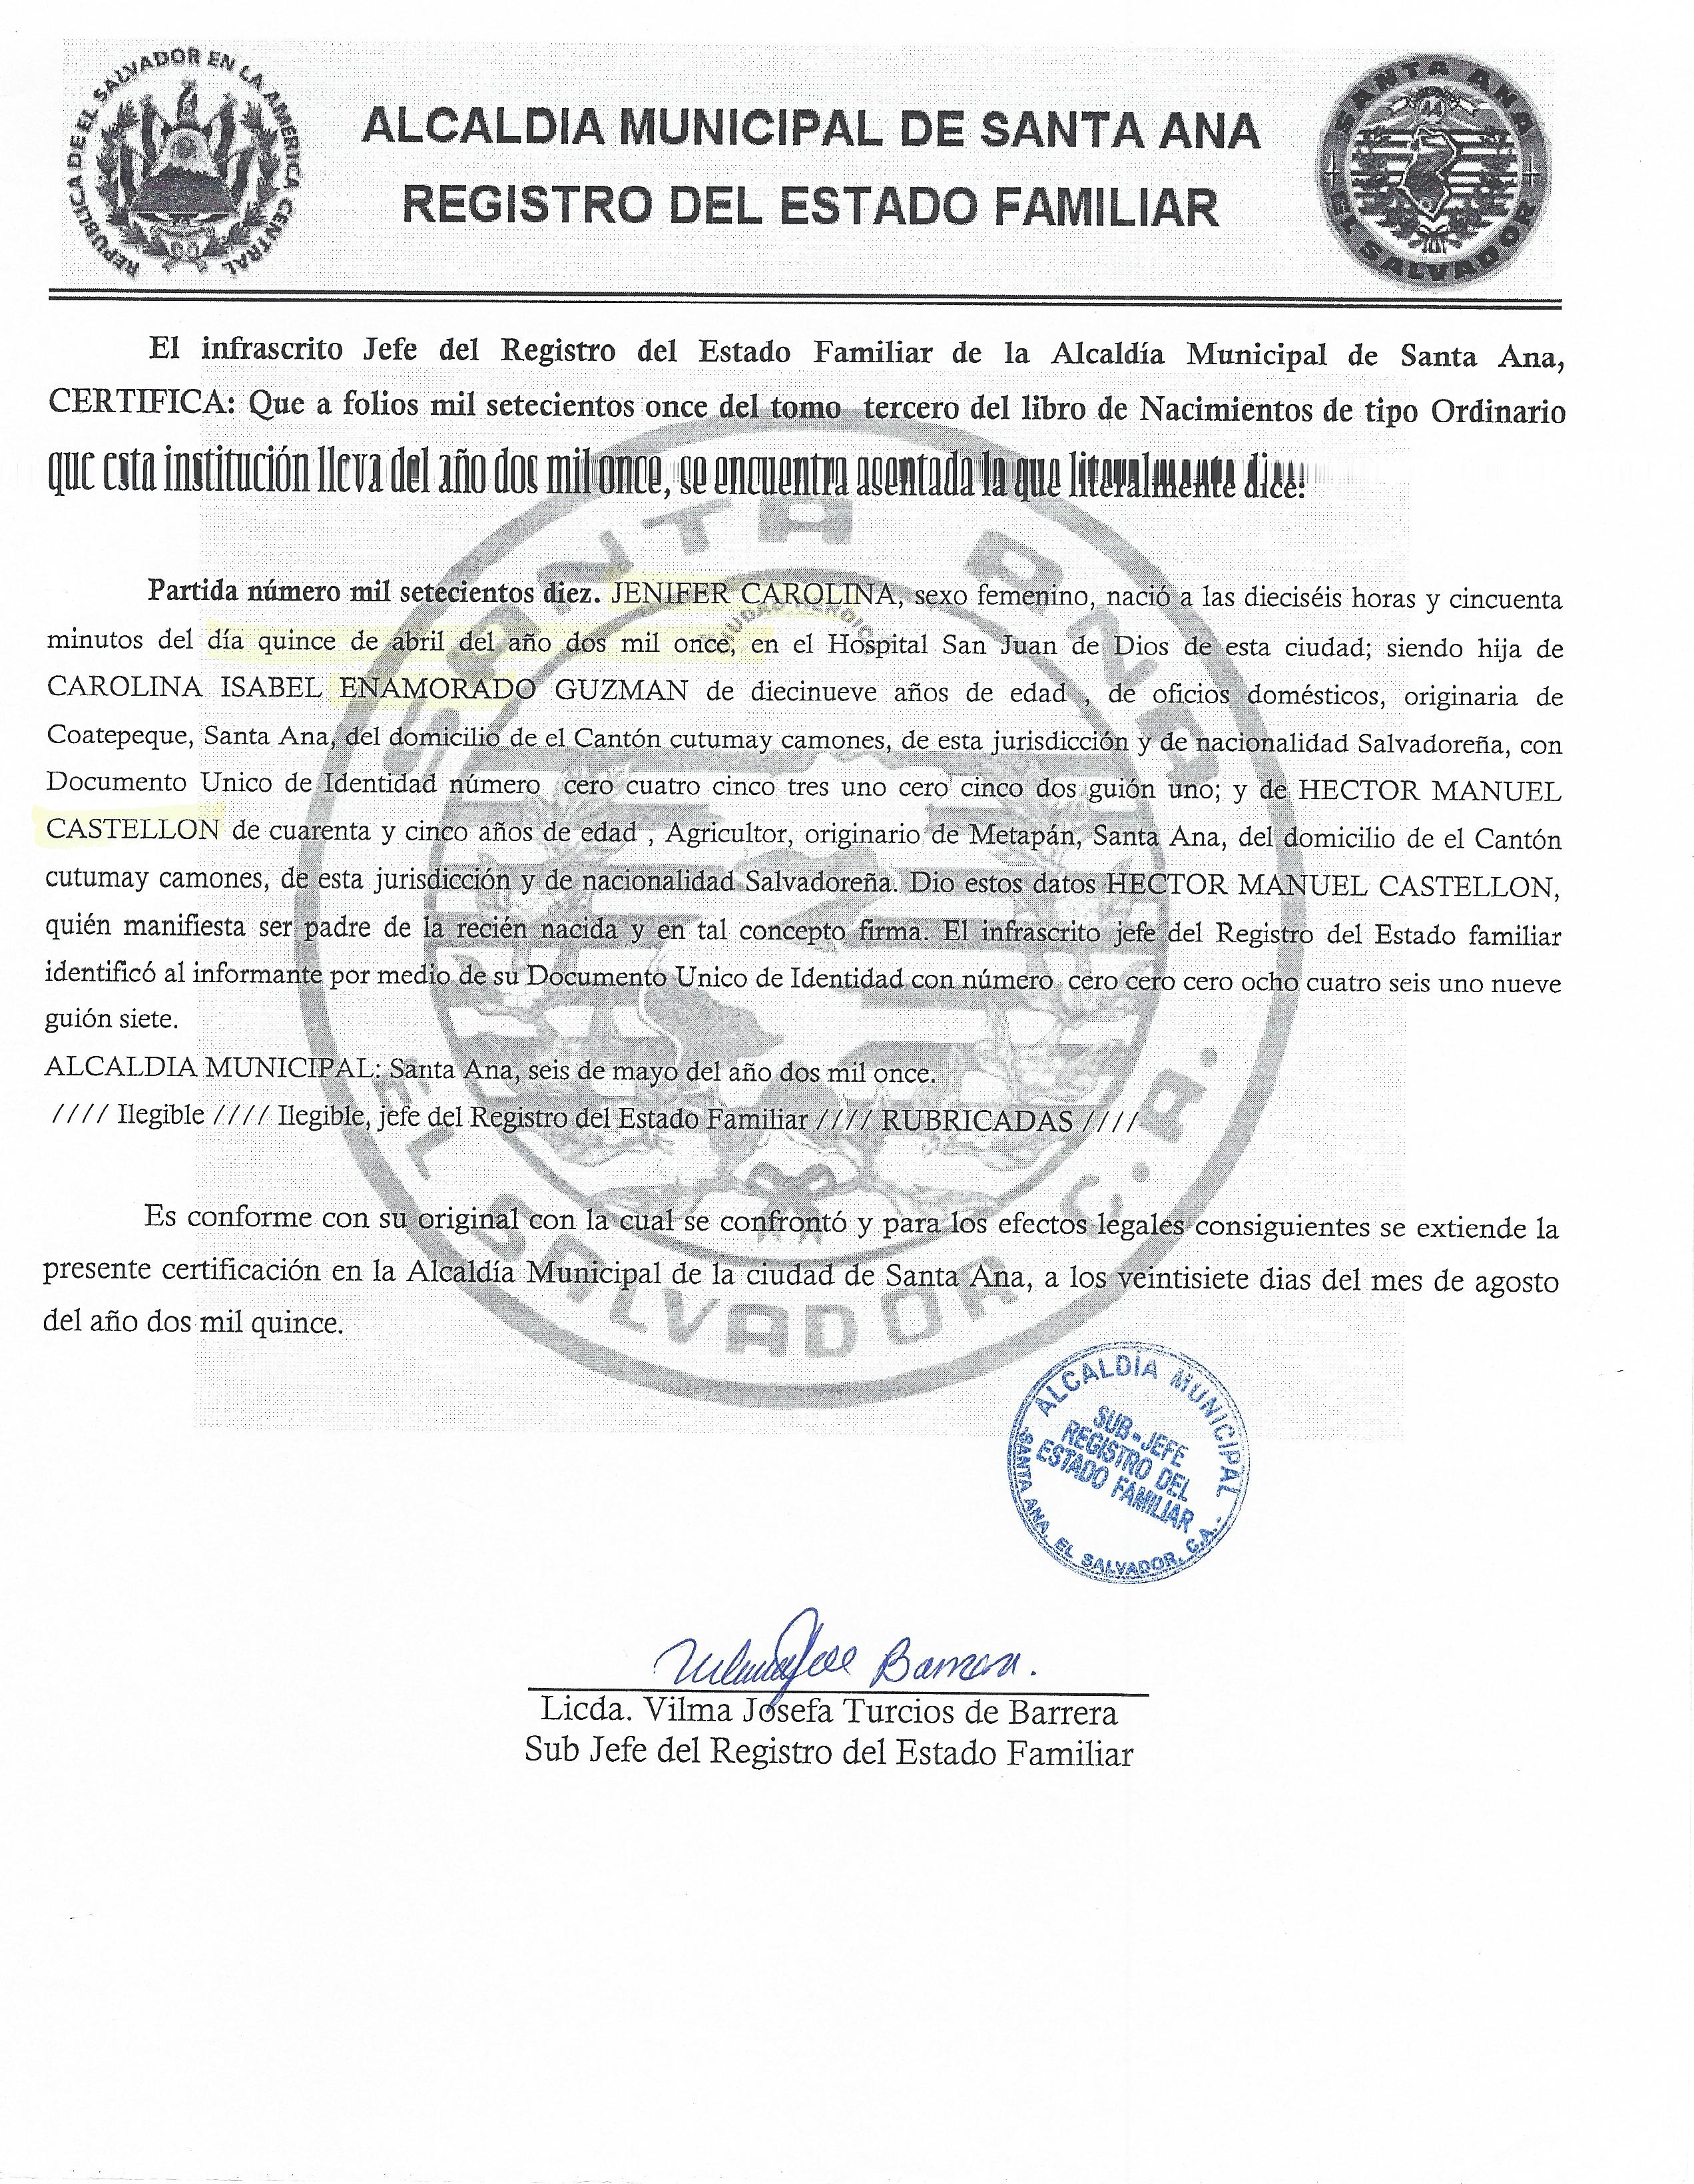 REPUBLICA DE EL SALVADOR EN LA AMERICA CENTRAL
ALCALDIA MUNICIPAL DE SANTA ANA
REGISTRO DEL ESTADO FAMILIAR
SANTA ANA
EL SALVADOR
El infrascrito Jefe del Registro del Estado Familiar de la Alcaldía Municipal de Santa Ana,
CERTIFICA: Que a folios mil setecientos once del tomo tercero del libro de Nacimientos de tipo Ordinario
que esta institución lleva del año dos mil once, se encuentra asentada la que literalmente dice:
Partida número mil setecientos diez. JENIFER CAROLINA, sexo femenino, nació a las dieciséis horas y cincuenta
minutos del día quince de abril del año dos mil once, en el Hospital San Juan de Dios de esta ciudad; siendo hija de
CAROLINA ISABEL ENAMORADO GUZMAN de diecinueve años de edad , de oficios domésticos, originaria de
Coatepeque, Santa Ana, del domicilio de el Cantón cutumay camones, de esta jurisdicción y de nacionalidad Salvadoreña, con
Documento Unico de Identidad número cero cuatro cinco tres uno cero cinco dos guión uno; y de HECTOR MANUEL
CASTELLON de cuarenta y cinco años de edad , Agricultor, originario de Metapán, Santa Ana, del domicilio de el Cantón
cutumay camones, de esta jurisdicción y de nacionalidad Salvadoreña. Dio estos datos HECTOR MANUEL CASTELLON,
quién manifiesta ser padre de la recién nacida y en tal concepto firma. El infrascrito jefe del Registro del Estado familiar
identificó al informante por medio de su Documento Unico de Identidad con número cero cero cero ocho cuatro seis uno nueve
guión siete.
ALCALDIA MUNICIPAL: Santa Ana, seis de mayo del año dos mil once.
//// Ilegible //// Ilegible, jefe del Registro del Estado Familiar //// RUBRICADAS ////
Es conforme con su original con la cual se confrontó y para los efectos legales consiguientes se extiende la
presente certificación en la Alcaldía Municipal de la ciudad de Santa Ana, a los veintisiete dias del mes de agosto
del año dos mil quince.
SANTA ANA
EL SALVADOR C.A.
ALCALDÍA MUNICIPAL
SUB-JEFE
REGISTRO DEL
ESTADO FAMILIAR
SANTA ANA, EL SALVADOR, C.A.
Barrera.
Licda. Vilma Josefa Turcios de Barrera
Sub Jefe del Registro del Estado Familiar